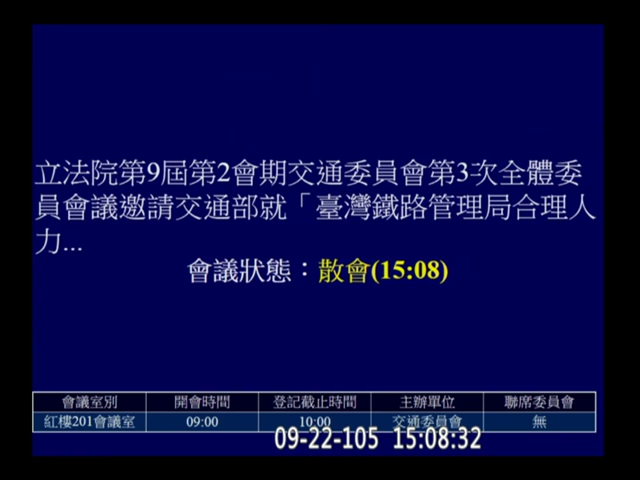 立法院第9屆第2會期交通委員會第3次全體委
員會議邀請交通部就「臺灣鐵路管理局合理人
力...
會議狀態：散會(15:08)
會議室別 開會時間 登記截止時間 主辦單位 聯席委員會
紅樓201會議室 09:00 10:00 交通委員會 無
09-22-105 15:08:32